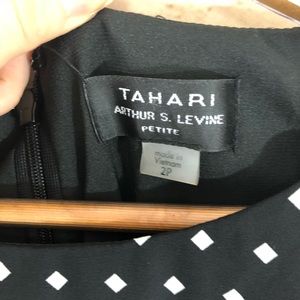 TAHARI
ARTHUR S. LEVINE
PETITE
made in
Vietnam
2P